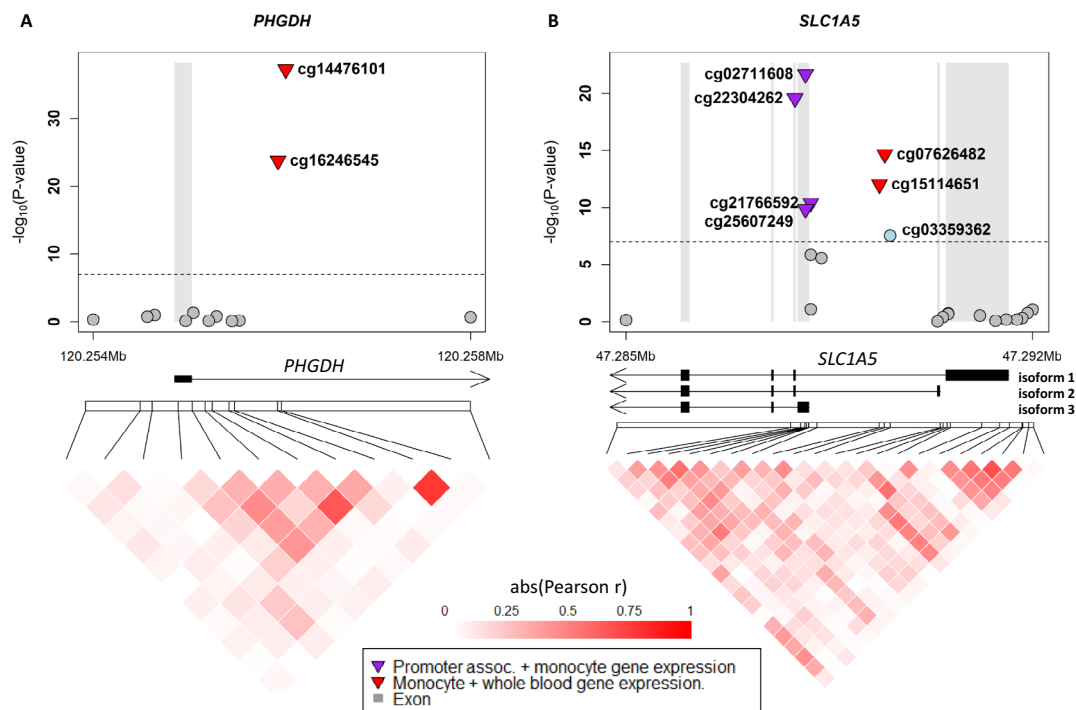 A
PHGDH
-log10(P-value)
0
10
20
30
cg14476101
cg16246545
120.254Mb
120.258Mb
PHGDH
B
SLC1A5
-log10(P-value)
0
5
10
15
20
cg02711608
cg22304262
cg07626482
cg15114651
cg21766592
cg25607249
cg03359362
47.285Mb
47.292Mb
SLC1A5
isoform 1
isoform 2
isoform 3
abs(Pearson r)
0 0.25 0.5 0.75 1
Promoter assoc. + monocyte gene expression
Monocyte + whole blood gene expression.
Exon